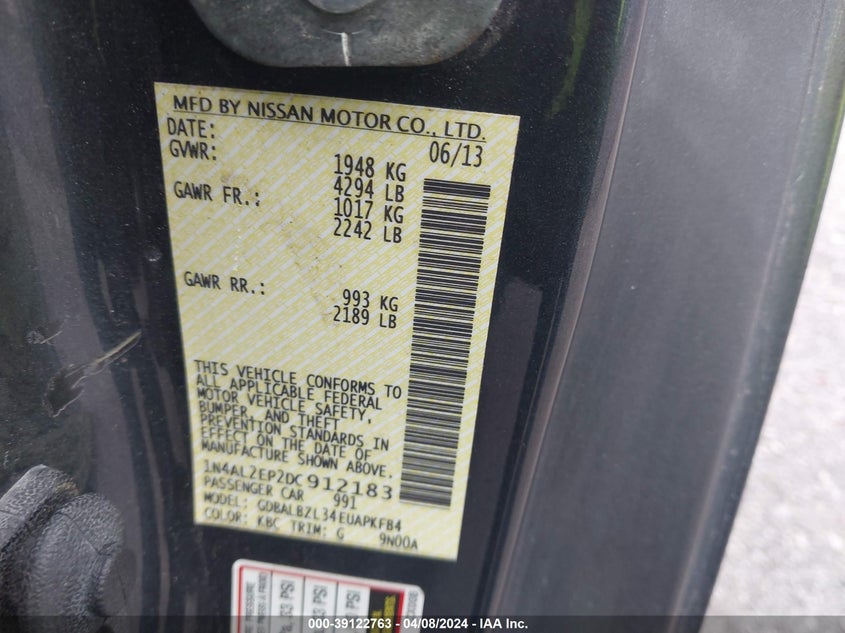 MFD BY NISSAN MOTOR CO., LTD.
DATE: 06/13
GVWR: 1948 KG
4294 LB
GAWR FR.: 1017 KG
2242 LB
GAWR RR.: 993 KG
2189 LB
THIS VEHICLE CONFORMS TO
ALL APPLICABLE FEDERAL
MOTOR VEHICLE SAFETY,
BUMPER, AND THEFT
PREVENTION STANDARDS IN
EFFECT ON THE DATE OF
MANUFACTURE SHOWN ABOVE.
1N4AL2EP2DC912183
PASSENGER CAR 991
MODEL: GDBALBZL34EUAPKFB4
COLOR: KBC TRIM: G 9N00A
PSI
PSI
PSI
000-39122763 - 04/08/2024 - IAA Inc.